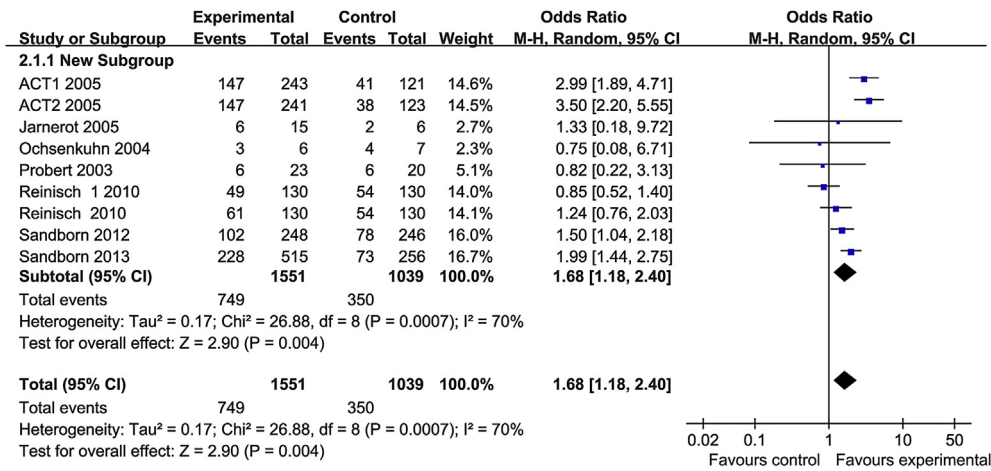 Experimental Control Odds Ratio Odds Ratio
Study or Subgroup Events Total Events Total Weight M-H, Random, 95% CI M-H, Random, 95% CI
2.1.1 New Subgroup
ACT1 2005 147 243 41 121 14.6% 2.99 [1.89, 4.71]
ACT2 2005 147 241 38 123 14.5% 3.50 [2.20, 5.55]
Jarnerot 2005 6 15 2 6 2.7% 1.33 [0.18, 9.72]
Ochsenkuhn 2004 3 6 4 7 2.3% 0.75 [0.08, 6.71]
Probert 2003 6 23 6 20 5.1% 0.82 [0.22, 3.13]
Reinisch 1 2010 49 130 54 130 14.0% 0.85 [0.52, 1.40]
Reinisch 2010 61 130 54 130 14.1% 1.24 [0.76, 2.03]
Sandborn 2012 102 248 78 246 16.0% 1.50 [1.04, 2.18]
Sandborn 2013 228 515 73 256 16.7% 1.99 [1.44, 2.75]
Subtotal (95% CI) 1551 1039 100.0% 1.68 [1.18, 2.40]
Total events 749 350
Heterogeneity: Tau² = 0.17; Chi² = 26.88, df = 8 (P = 0.0007); I² = 70%
Test for overall effect: Z = 2.90 (P = 0.004)
Total (95% CI) 1551 1039 100.0% 1.68 [1.18, 2.40]
Total events 749 350
Heterogeneity: Tau² = 0.17; Chi² = 26.88, df = 8 (P = 0.0007); I² = 70%
Test for overall effect: Z = 2.90 (P = 0.004)
0.02 0.1 1 10 50
Favours control Favours experimental